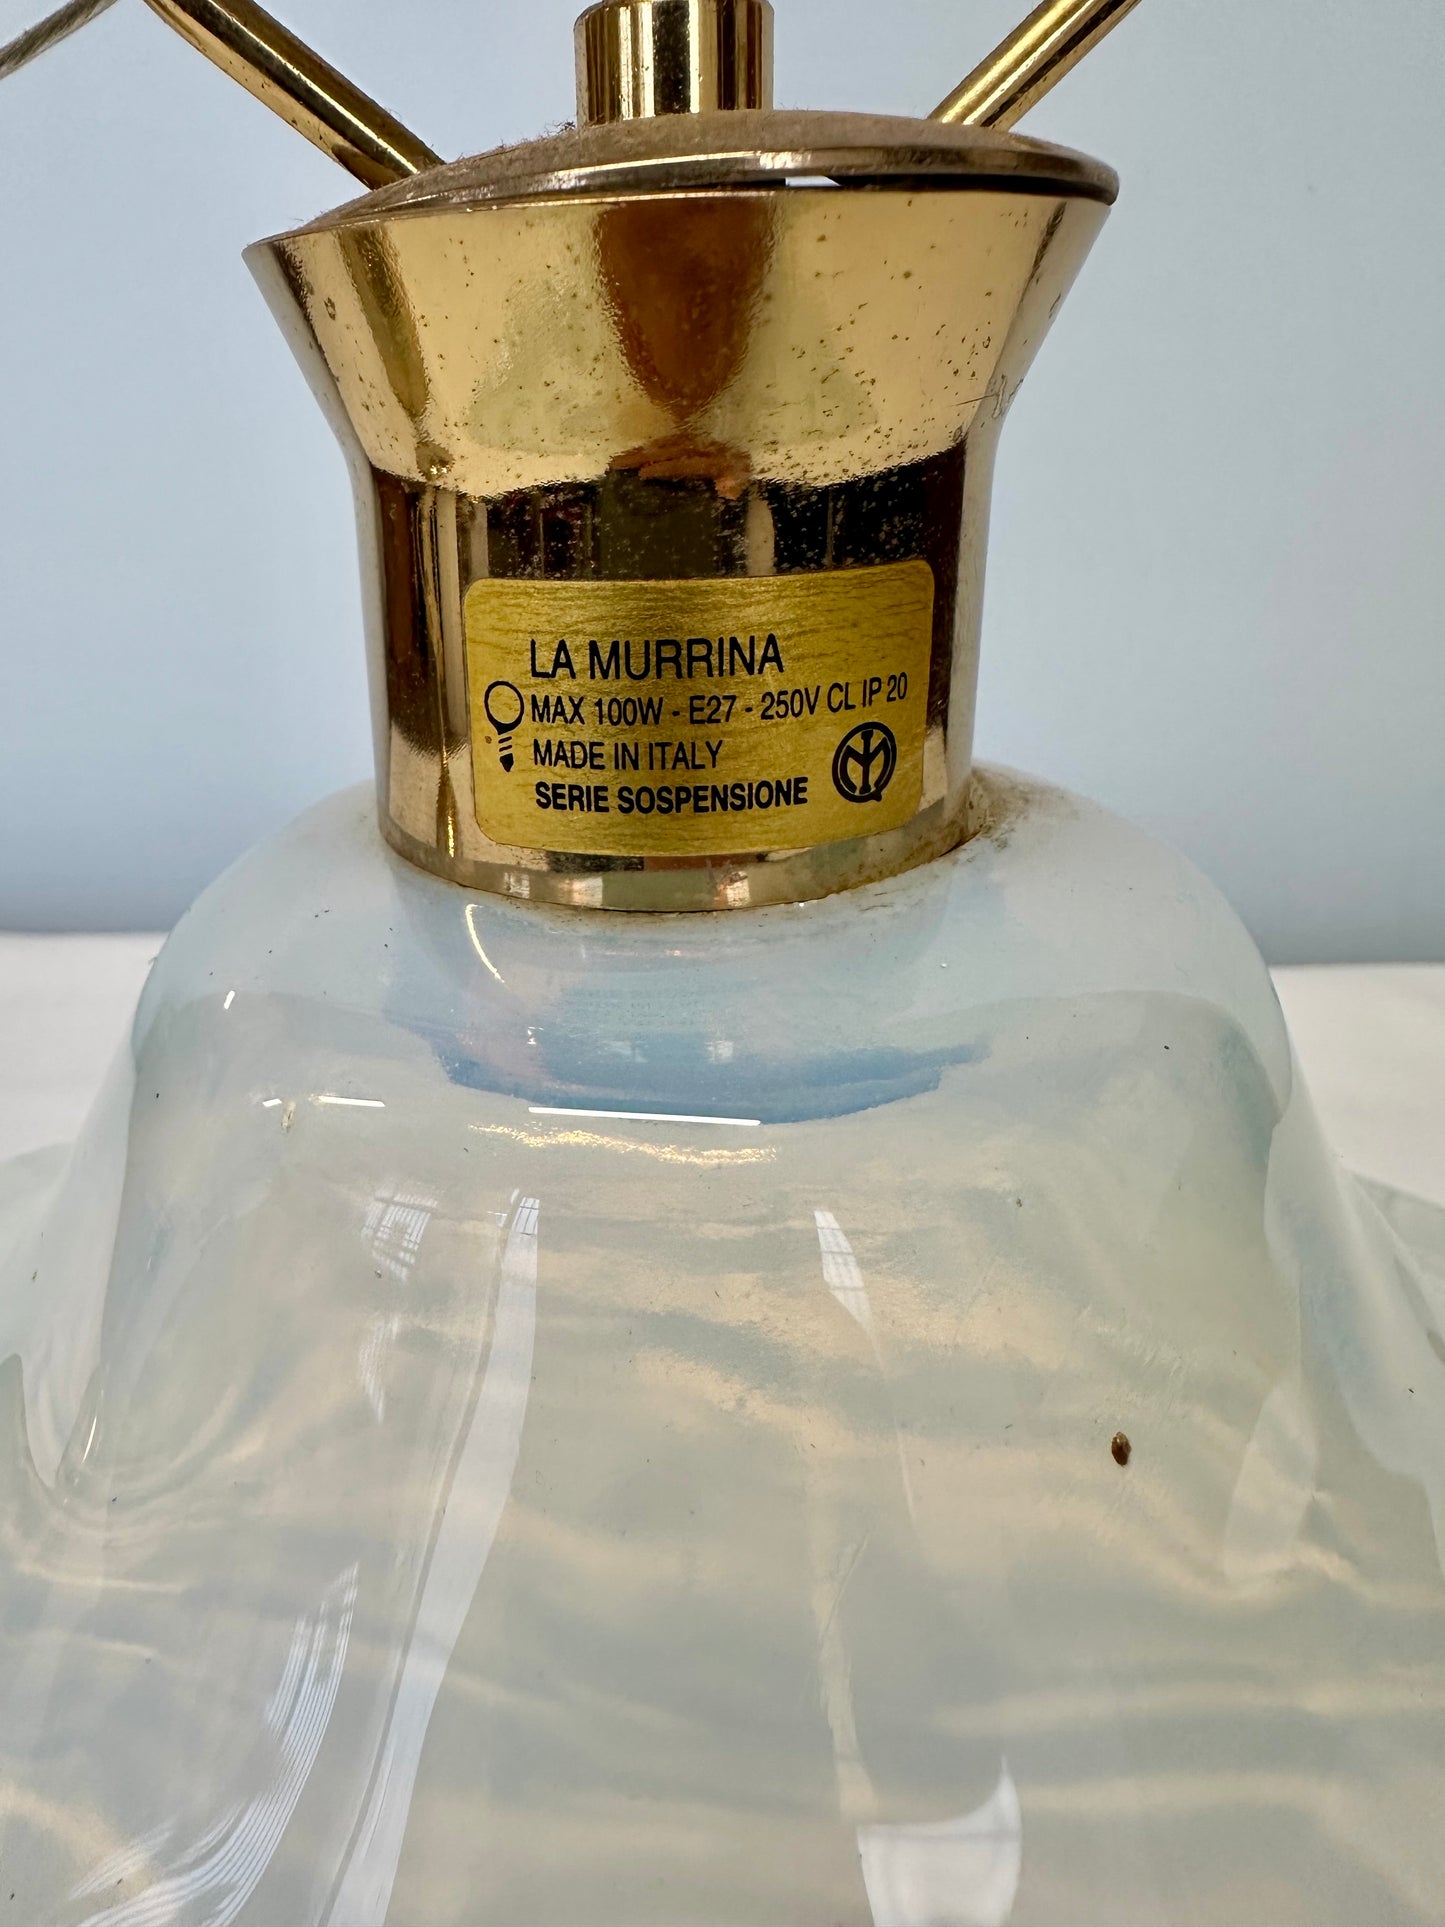 LA MURRINA
MAX 100W - E27 - 250V CL IP 20
MADE IN ITALY
SERIE SOSPENSIONE